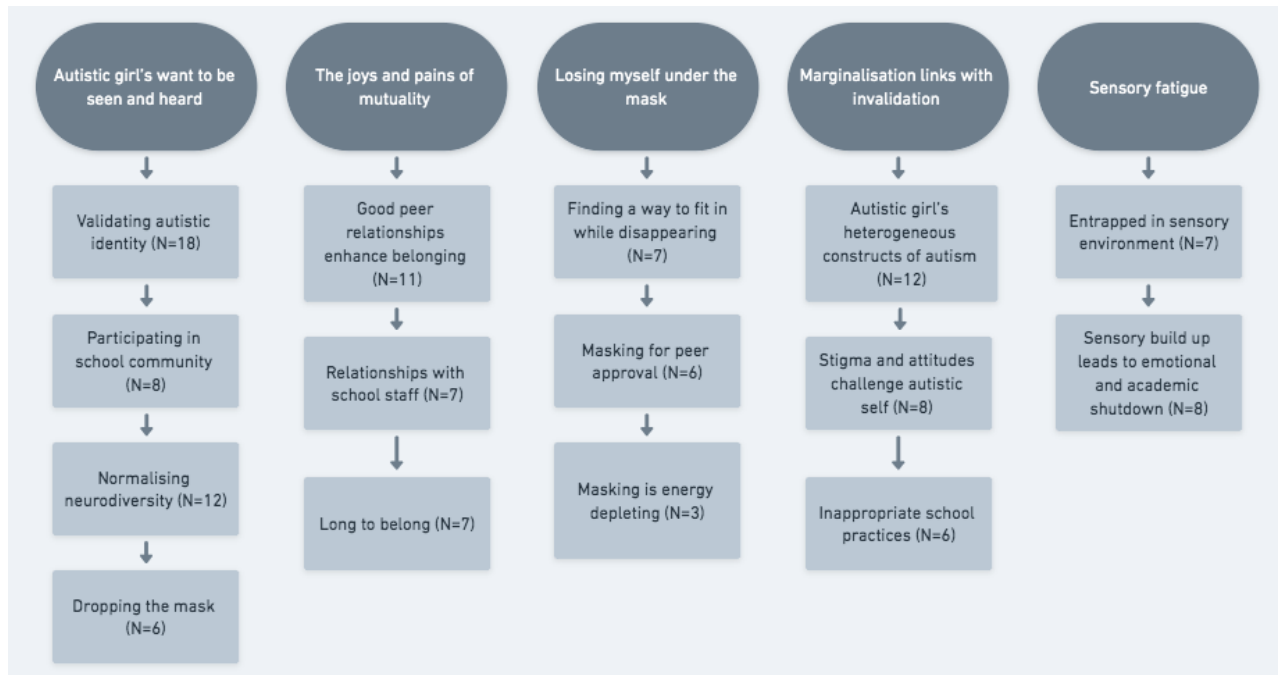 Autistic girl's want to be
seen and heard
Validating autistic
identity (N=18)
Participating in
school community
(N=8)
Normalising
neurodiversity (N=12)
Dropping the mask
(N=6)
The joys and pains of
mutuality
Good peer
relationships
enhance belonging
(N=11)
Relationships with
school staff (N=7)
Long to belong (N=7)
Losing myself under the
mask
Finding a way to fit in
while disappearing
(N=7)
Masking for peer
approval (N=6)
Masking is energy
depleting (N=3)
Marginalisation links with
invalidation
Autistic girl's
heterogeneous
constructs of autism
(N=12)
Stigma and attitudes
challenge autistic
self (N=8)
Inappropriate school
practices (N=6)
Sensory fatigue
Entrapped in sensory
environment (N=7)
Sensory build up
leads to emotional
and academic
shutdown (N=8)